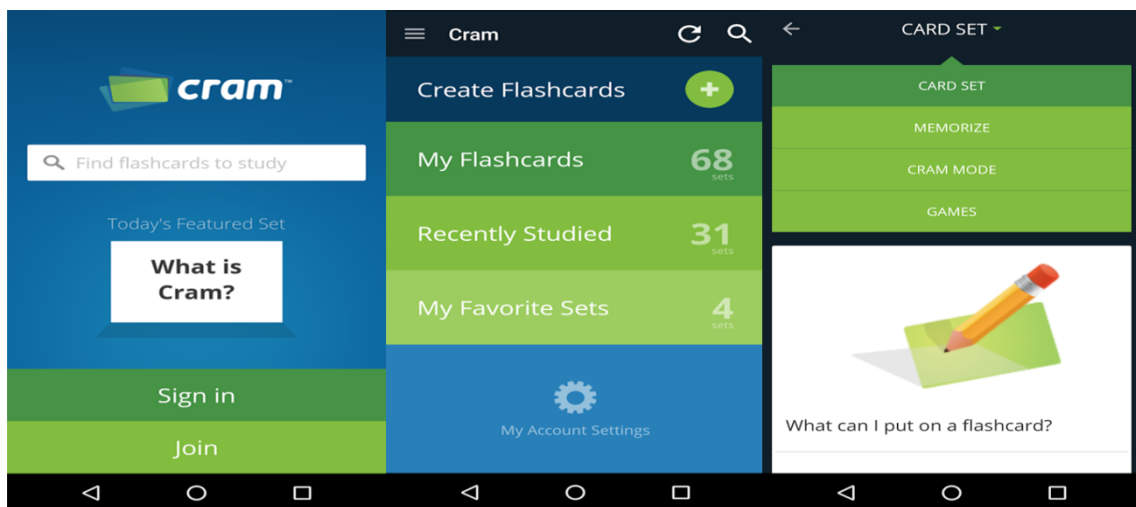 cram™
Find flashcards to study
Today's Featured Set
What is
Cram?
Sign in
Join
Cram
Create Flashcards
My Flashcards
68
sets
Recently Studied
31
sets
My Favorite Sets
4
sets
My Account Settings
CARD SET
CARD SET
MEMORIZE
CRAM MODE
GAMES
What can I put on a flashcard?